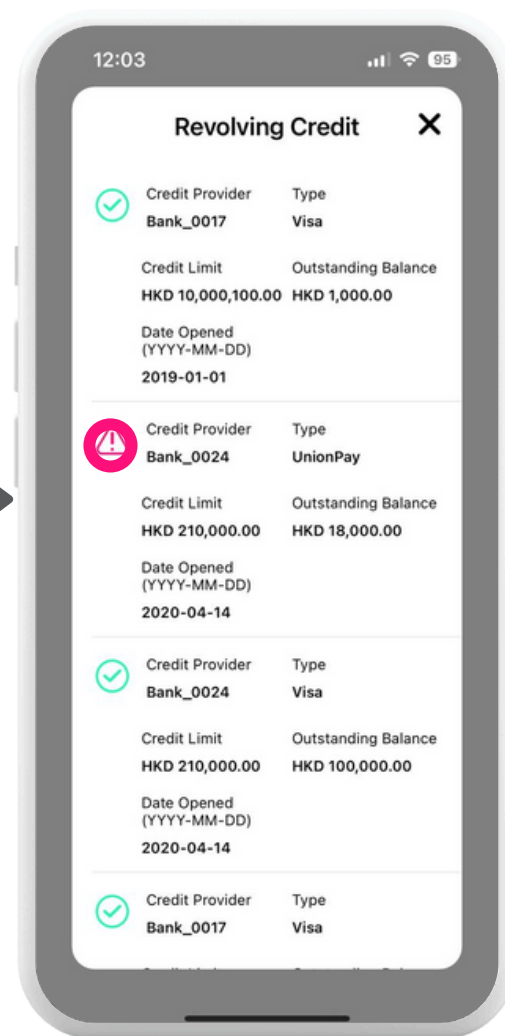 12:03 95
Revolving Credit
Credit Provider Type
Bank_0017 Visa
Credit Limit Outstanding Balance
HKD 10,000,100.00 HKD 1,000.00
Date Opened
(YYYY-MM-DD)
2019-01-01
Credit Provider Type
Bank_0024 UnionPay
Credit Limit Outstanding Balance
HKD 210,000.00 HKD 18,000.00
Date Opened
(YYYY-MM-DD)
2020-04-14
Credit Provider Type
Bank_0024 Visa
Credit Limit Outstanding Balance
HKD 210,000.00 HKD 100,000.00
Date Opened
(YYYY-MM-DD)
2020-04-14
Credit Provider Type
Bank_0017 Visa